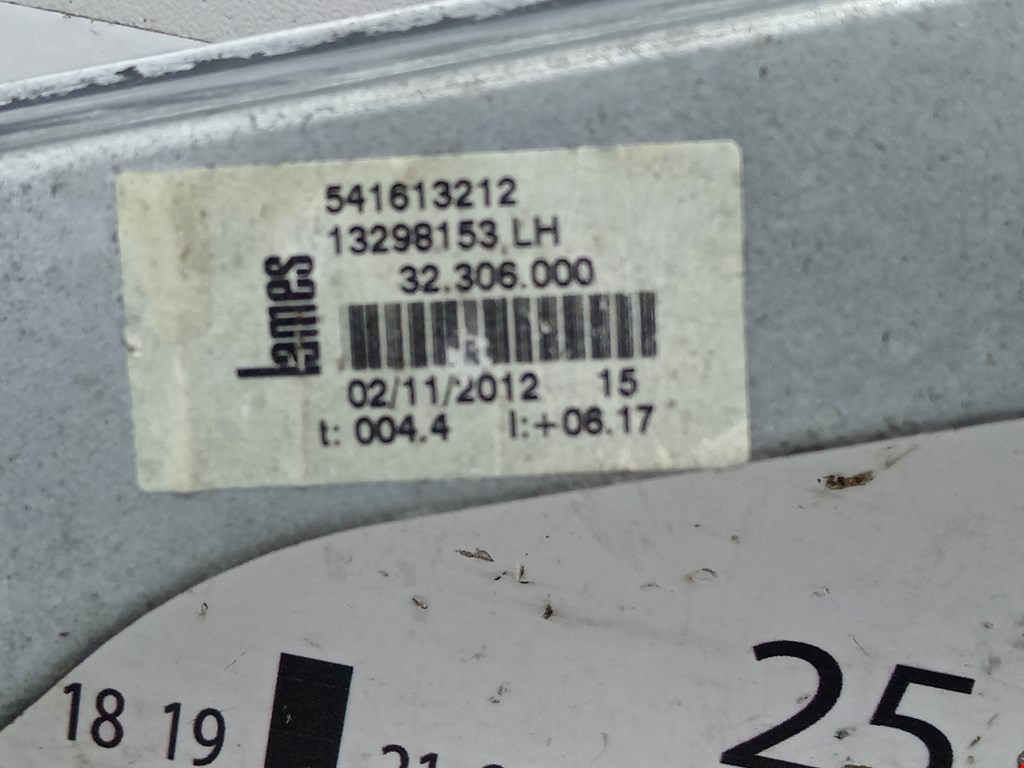 541613212
13298153 LH
32.306.000
Lames
02/11/2012 15
t: 004.4 l:+06.17
18 19
25